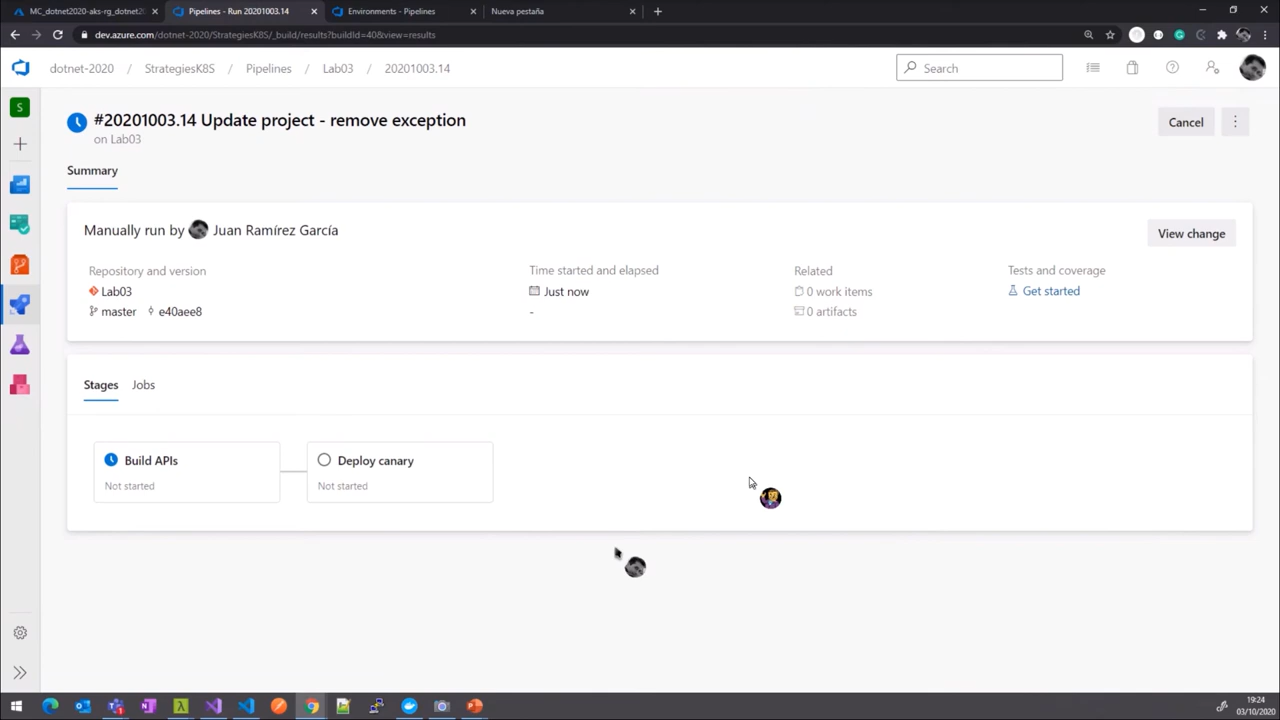 MC_dotnet2020-aks-rg_dotnet2
Pipelines - Run 20201003.14
Environments - Pipelines
Nueva pestaña
dev.azure.com/dotnet-2020/StrategiesK8S/_build/results?buildId=40&view=results
dotnet-2020 / StrategiesK8S / Pipelines / Lab03 / 20201003.14
Search
S
#20201003.14 Update project - remove exception
on Lab03
Cancel
Summary
Manually run by Juan Ramírez García
View change
Repository and version
Time started and elapsed
Related
Tests and coverage
Lab03
Just now
0 work items
Get started
master e40aee8
-
0 artifacts
Stages
Jobs
Build APIs
Deploy canary
Not started
Not started
19:24
03/10/2020